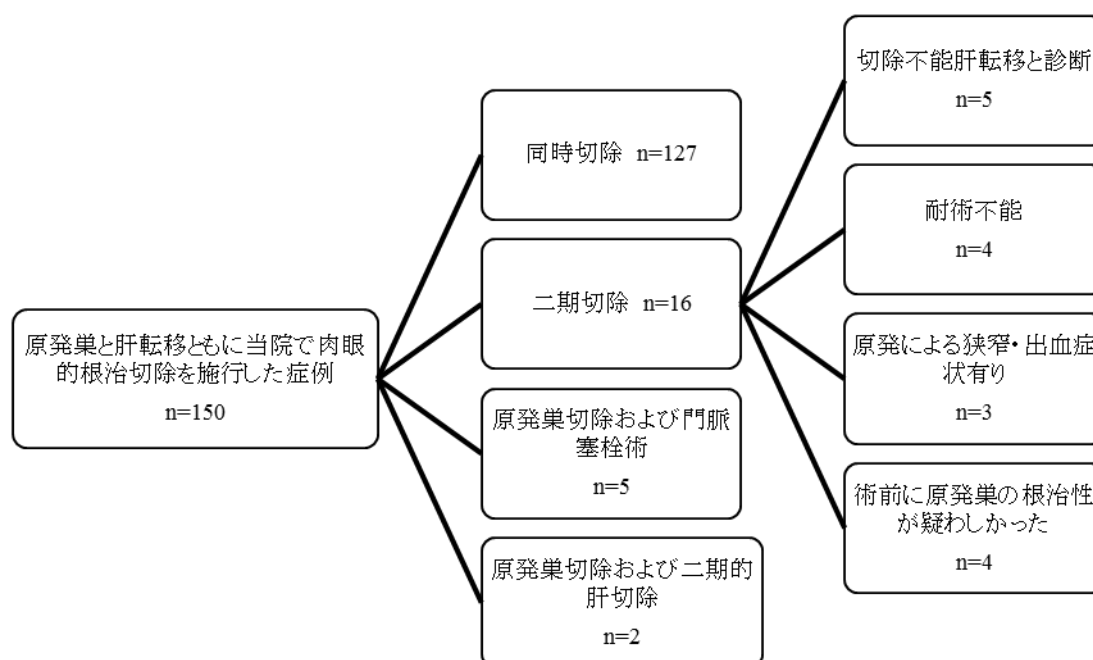 原発巣と肝転移ともに当院で肉眼
的根治切除を施行した症例
n=150
同時切除 n=127
二期切除 n=16
原発巣切除および門脈
塞栓術
n=5
原発巣切除および二期的
肝切除
n=2
切除不能肝転移と診断
n=5
耐術不能
n=4
原発による狭窄・出血症
状有り
n=3
術前に原発巣の根治性
が疑わしかった
n=4